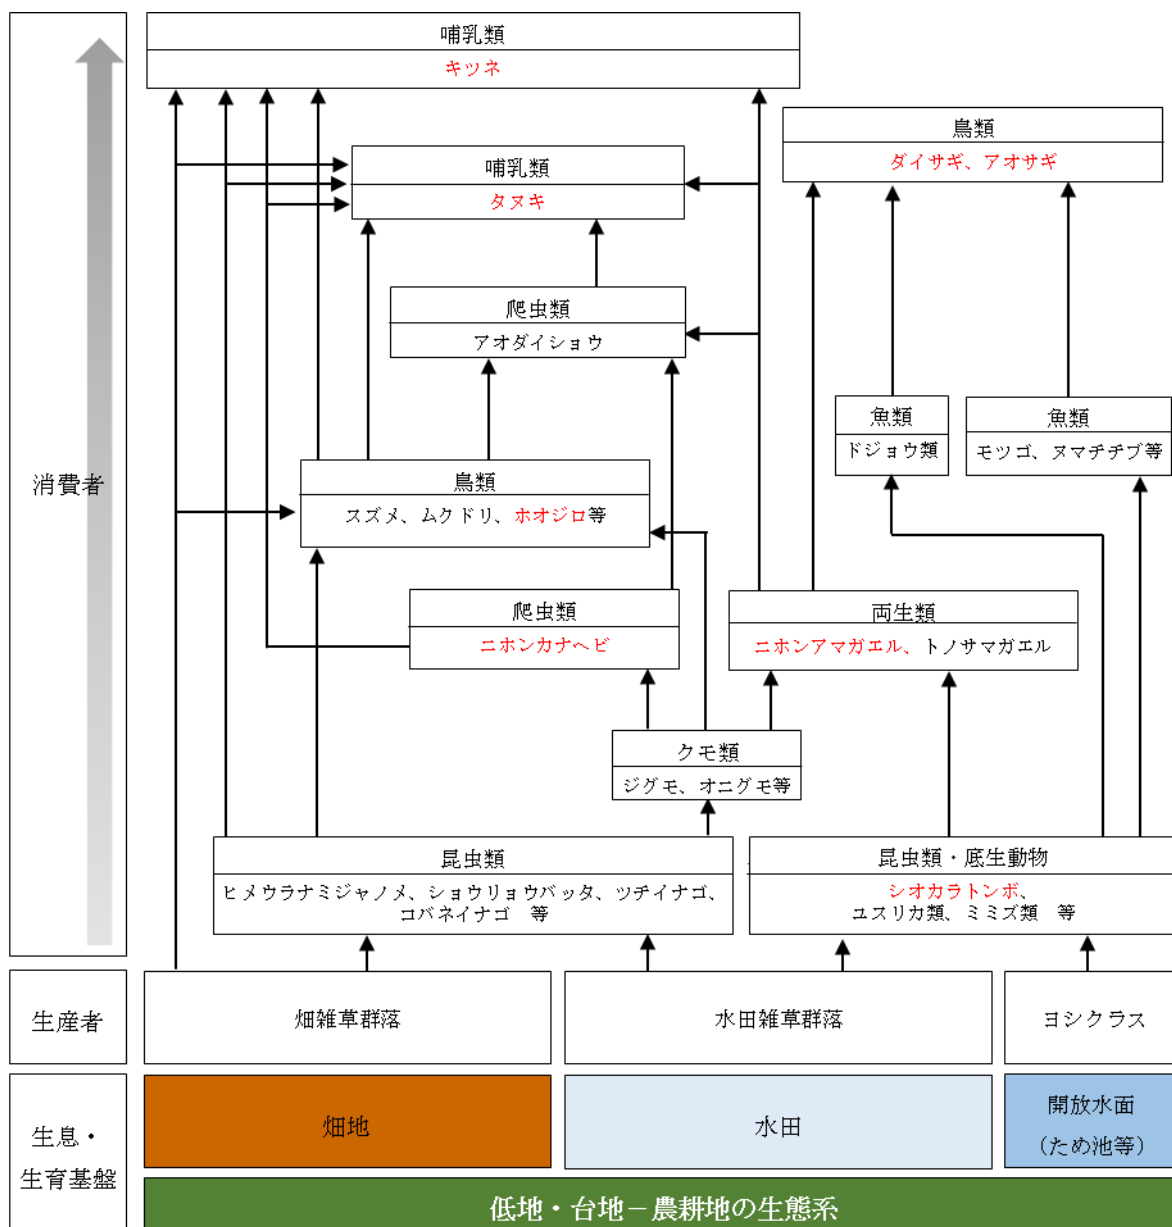 哺乳類
キツネ
鳥類
ダイサギ、アオサギ
哺乳類
タヌキ
爬虫類
アオダイショウ
魚類
ドジョウ類
魚類
モツゴ、ヌマチチブ等
消費者
鳥類
スズメ、ムクドリ、ホオジロ等
爬虫類
ニホンカナヘビ
両生類
ニホンアマガエル、トノサマガエル
クモ類
ジグモ、オニグモ等
昆虫類
ヒメウラナミジャノメ、ショウリョウバッタ、ツチイナゴ、
コバネイナゴ　等
昆虫類・底生動物
シオカラトンボ、
ユスリカ類、ミミズ類　等
生産者
畑雑草群落
水田雑草群落
ヨシクラス
生息・
生育基盤
畑地
水田
開放水面
（ため池等）
低地・台地－農耕地の生態系